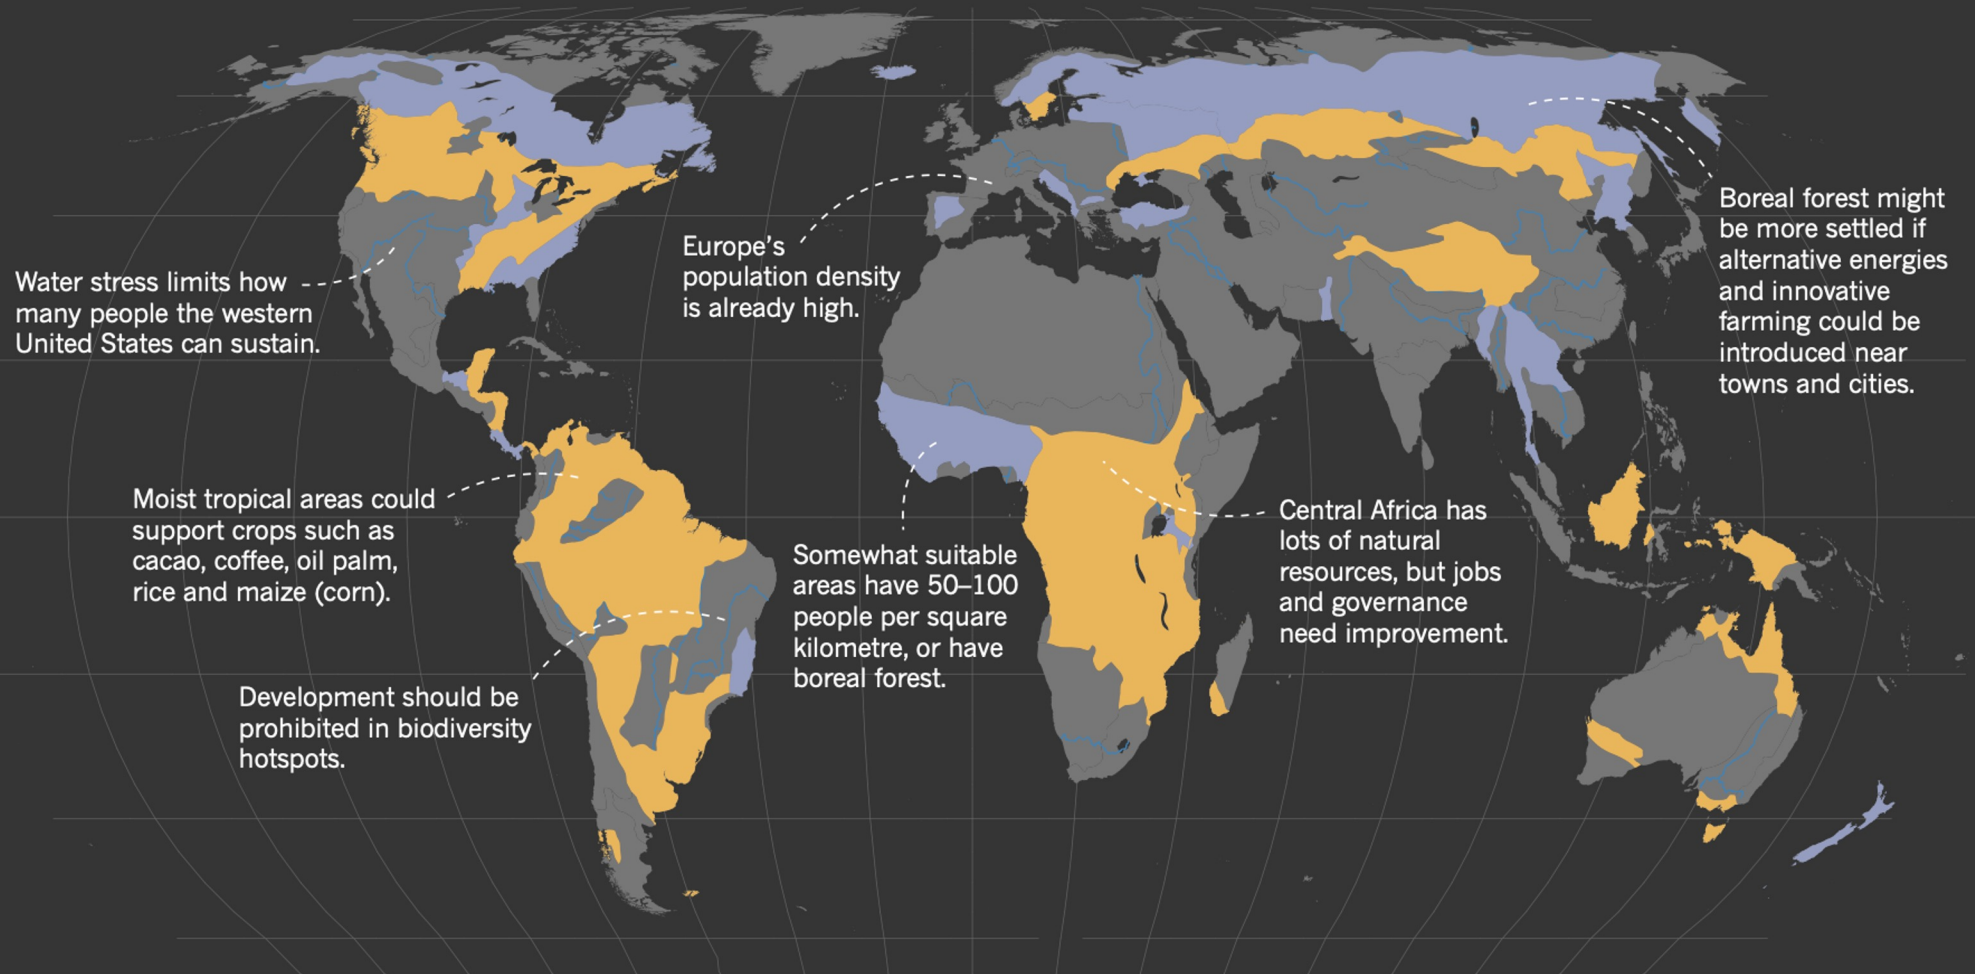 Water stress limits how
many people the western
United States can sustain.
Europe's
population density
is already high.
Boreal forest might
be more settled if
alternative energies
and innovative
farming could be
introduced near
towns and cities.
Moist tropical areas could
support crops such as
cacao, coffee, oil palm,
rice and maize (corn).
Development should be
prohibited in biodiversity
hotspots.
Somewhat suitable
areas have 50–100
people per square
kilometre, or have
boreal forest.
Central Africa has
lots of natural
resources, but jobs
and governance
need improvement.